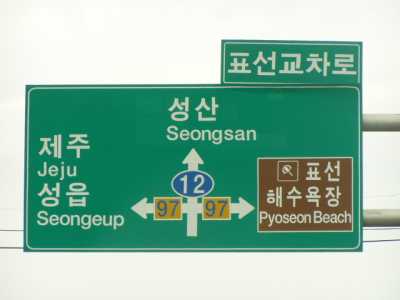 표선교차로
성산
Seongsan
제주
Jeju
성읍
Seongeup
12
97
97
표선
해수욕장
Pyoseon Beach